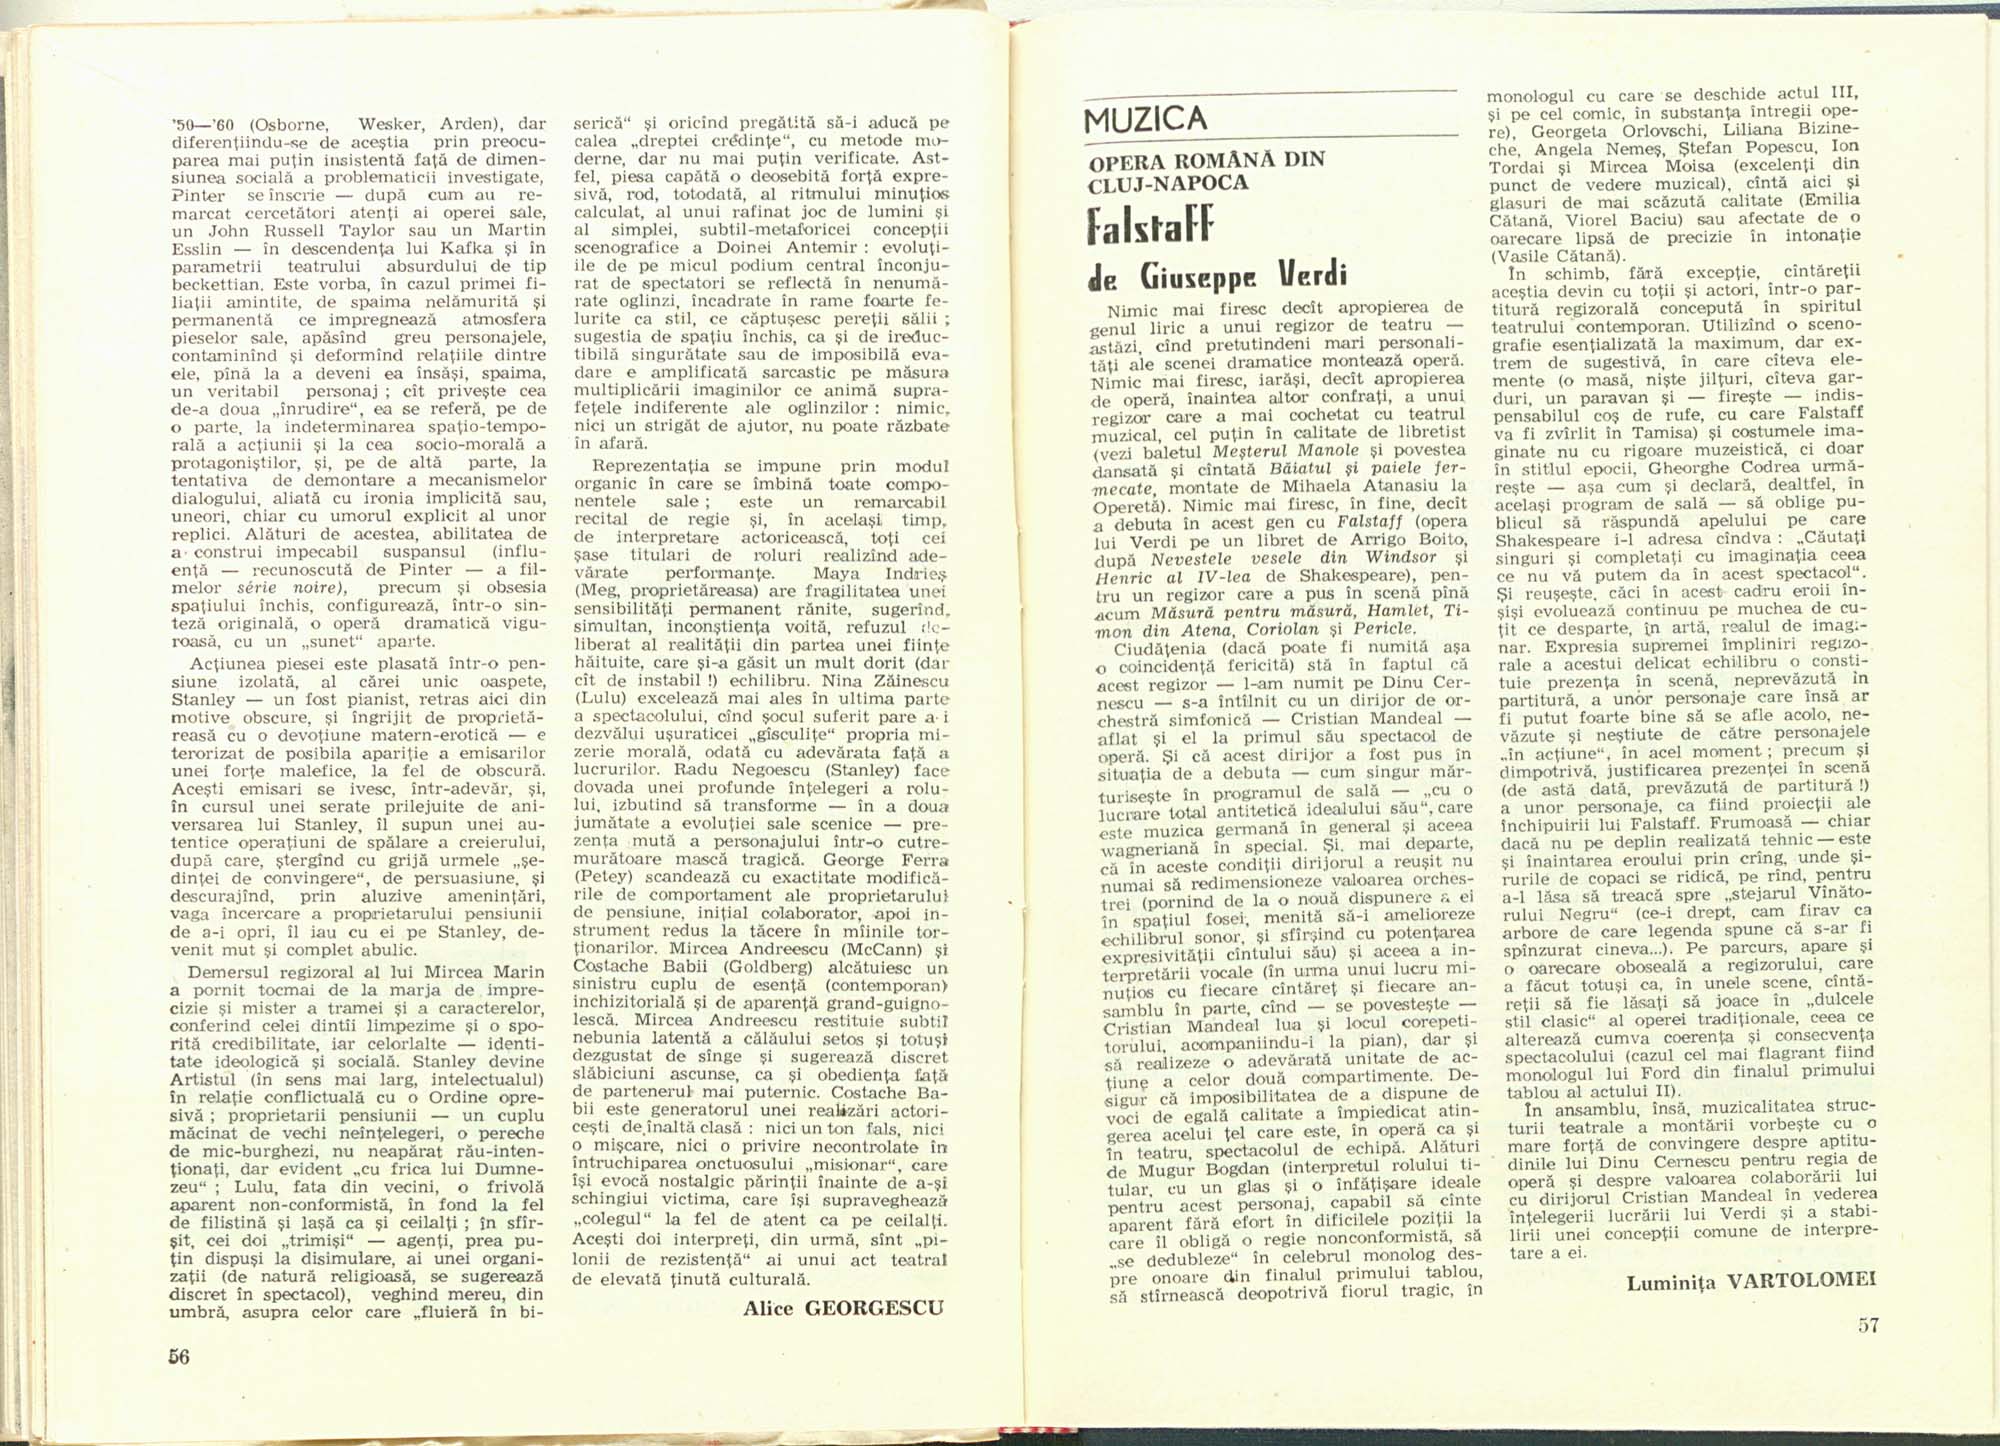 '50—'60 (Osborne, Wesker, Arden), dar
diferențiindu-se de aceștia prin preocu-
parea mai puțin insistentă față de dimen-
siunea socială a problematicii investigate,
Pinter se înscrie — după cum au re-
marcat cercetători atenți ai operei sale,
un John Russell Taylor sau un Martin
Esslin — în descendența lui Kafka și în
parametrii teatrului absurdului de tip
beckettian. Este vorba, în cazul primei fi-
liații amintite, de spaima nelămurită și
permanentă ce impregnează atmosfera
pieselor sale, apăsînd greu personajele,
contaminînd și deformînd relațiile dintre
ele, pînă la a deveni ea însăși, spaima,
un veritabil personaj ; cît privește cea
de-a doua „înrudire“, ea se referă, pe de
o parte, la indeterminarea spațio-tempo-
rală a acțiunii și la cea socio-morală a
protagoniștilor, și, pe de altă parte, la
tentativa de demontare a mecanismelor
dialogului, aliată cu ironia implicită sau,
uneori, chiar cu umorul explicit al unor
replici. Alături de acestea, abilitatea de
a construi impecabil suspansul (influ-
ență — recunoscută de Pinter — a fil-
melor série noire), precum și obsesia
spațiului închis, configurează, într-o sin-
teză originală, o operă dramatică vigu-
roasă, cu un „sunet“ aparte.
Acțiunea piesei este plasată într-o pen-
siune izolată, al cărei unic oaspete,
Stanley — un fost pianist, retras aici din
motive obscure, și îngrijit de proprietă-
reasă cu o devoțiune matern-erotică — e
terorizat de posibila apariție a emisarilor
unei forțe malefice, la fel de obscură.
Acești emisari se ivesc, într-adevăr, și,
în cursul unei serate prilejuite de ani-
versarea lui Stanley, îl supun unei au-
tentice operațiuni de spălare a creierului,
după care, ștergînd cu grijă urmele „șe-
dinței de convingere“, de persuasiune, și
descurajînd, prin aluzive amenințări,
vaga încercare a proprietarului pensiunii
de a-i opri, îl iau cu ei pe Stanley, de-
venit mut și complet abulic.
Demersul regizoral al lui Mircea Marin
a pornit tocmai de la marja de impre-
cizie și mister a tramei și a caracterelor,
conferind celei dintîi limpezime și o spo-
rită credibilitate, iar celorlalte — identi-
tate ideologică și socială. Stanley devine
Artistul (în sens mai larg, intelectualul)
în relație conflictuală cu o Ordine opre-
sivă ; proprietarii pensiunii — un cuplu
măcinat de vechi neînțelegeri, o pereche
de mic-burghezi, nu neapărat rău-inten-
ționați, dar evident „cu frica lui Dumne-
zeu“ ; Lulu, fata din vecini, o frivolă
aparent non-conformistă, în fond la fel
de filistină și lașă ca și ceilalți ; în sfîr-
șit, cei doi „trimiși“ — agenți, prea pu-
țin dispuși la disimulare, ai unei organi-
zații (de natură religioasă, se sugerează
discret în spectacol), veghind mereu, din
umbră, asupra celor care „fluieră în bi-
56
serică“ și oricînd pregătită să-i aducă pe
calea „dreptei credințe“, cu metode mo-
derne, dar nu mai puțin verificate. Ast-
fel, piesa capătă o deosebită forță expre-
sivă, rod, totodată, al ritmului minuțios
calculat, al unui rafinat joc de lumini și
al simplei, subtil-metaforicei concepții
scenografice a Doinei Antemir : evoluți-
ile de pe micul podium central înconju-
rat de spectatori se reflectă în nenumă-
rate oglinzi, încadrate în rame foarte fe-
lurite ca stil, ce căptușesc pereții sălii ;
sugestia de spațiu închis, ca și de ireduc-
tibilă singurătate sau de imposibilă eva-
dare e amplificată sarcastic pe măsura
multiplicării imaginilor ce animă supra-
fețele indiferente ale oglinzilor : nimic,
nici un strigăt de ajutor, nu poate răzbate
în afară.
Reprezentația se impune prin modul
organic în care se îmbină toate compo-
nentele sale ; este un remarcabil
recital de regie și, în același timp,
de interpretare actoricească, toți cei
șase titulari de roluri realizînd ade-
vărate performanțe. Maya Indrieș
(Meg, proprietăreasa) are fragilitatea unei
sensibilități permanent rănite, sugerînd,
simultan, inconștiența voită, refuzul de-
liberat al realității din partea unei ființe
hăituite, care și-a găsit un mult dorit (dar
cît de instabil !) echilibru. Nina Zăinescu
(Lulu) excelează mai ales în ultima parte
a spectacolului, cînd șocul suferit pare a-i
dezvălui ușuraticei „gîsculițe“ propria mi-
zerie morală, odată cu adevărata față a
lucrurilor. Radu Negoescu (Stanley) face
dovada unei profunde înțelegeri a rolu-
lui, izbutind să transforme — în a doua
jumătate a evoluției sale scenice — pre-
zența mută a personajului într-o cutre-
murătoare mască tragică. George Ferra
(Petey) scandează cu exactitate modifică-
rile de comportament ale proprietarului
de pensiune, inițial colaborator, apoi in-
strument redus la tăcere în mîinile tor-
ționarilor. Mircea Andreescu (McCann) și
Costache Babii (Goldberg) alcătuiesc un
sinistru cuplu de esență (contemporan)
inchizitorială și de aparență grand-guigno-
lescă. Mircea Andreescu restituie subtil
nebunia latentă a călăului setos și totuși
dezgustat de sînge și sugerează discret
slăbiciuni ascunse, ca și obediența față
de partenerul mai puternic. Costache Ba-
bii este generatorul unei realizări actori-
cești de înaltă clasă : nici un ton fals, nici
o mișcare, nici o privire necontrolate în
întruchiparea onctuosului „misionar“, care
își evocă nostalgic părinții înainte de a-și
schingiui victima, care își supraveghează
„colegul“ la fel de atent ca pe ceilalți.
Acești doi interpreți, din urmă, sînt „pi-
lonii de rezistență“ ai unui act teatral
de elevată ținută culturală.
Alice GEORGESCU
MUZICA
OPERA ROMÂNĂ DIN
CLUJ-NAPOCA
Falstaff
de Giuseppe Verdi
Nimic mai firesc decît apropierea de
genul liric a unui regizor de teatru —
astăzi, cînd pretutindeni mari personali-
tăți ale scenei dramatice montează operă.
Nimic mai firesc, iarăși, decît apropierea
de operă, înaintea altor confrați, a unui
regizor care a mai cochetat cu teatrul
muzical, cel puțin în calitate de libretist
(vezi baletul Meșterul Manole și povestea
dansată și cîntată Băiatul și paiele fer-
mecate, montate de Mihaela Atanasiu la
Operetă). Nimic mai firesc, în fine, decît
a debuta în acest gen cu Falstaff (opera
lui Verdi pe un libret de Arrigo Boito,
după Nevestele vesele din Windsor și
Henric al IV-lea de Shakespeare), pen-
tru un regizor care a pus în scenă pînă
acum Măsură pentru măsură, Hamlet, Ti-
mon din Atena, Coriolan și Pericle.
Ciudățenia (dacă poate fi numită așa
o coincidență fericită) stă în faptul că
acest regizor — l-am numit pe Dinu Cer-
nescu — s-a întîlnit cu un dirijor de or-
chestră simfonică — Cristian Mandeal —
aflat și el la primul său spectacol de
operă. Și că acest dirijor a fost pus în
situația de a debuta — cum singur măr-
turisește în programul de sală — „cu o
lucrare total antitetică idealului său“, care
este muzica germană în general și aceea
wagneriană în special. Și, mai departe,
că în aceste condiții dirijorul a reușit nu
numai să redimensioneze valoarea orches-
trei (pornind de la o nouă dispunere a ei
în spațiul fosei, menită să-i amelioreze
echilibrul sonor, și sfîrșind cu potențarea
expresivității cîntului său) și aceea a in-
terpretării vocale (în urma unui lucru mi-
nuțios cu fiecare cîntăreț și fiecare an-
samblu în parte, cînd — se povestește —
Cristian Mandeal lua și locul corepeti-
torului, acompaniindu-i la pian), dar și
să realizeze o adevărată unitate de ac-
țiune a celor două compartimente. De-
sigur că imposibilitatea de a dispune de
voci de egală calitate a împiedicat atin-
gerea acelui țel care este, în operă ca și
în teatru, spectacolul de echipă. Alături
de Mugur Bogdan (interpretul rolului ti-
tular, cu un glas și o înfățișare ideale
pentru acest personaj, capabil să cînte
aparent fără efort în dificilele poziții la
care îl obligă o regie nonconformistă, să
„se dedubleze“ în celebrul monolog des-
pre onoare din finalul primului tablou,
să stîrnească deopotrivă fiorul tragic, în
monologul cu care se deschide actul III,
și pe cel comic, în substanța întregii ope-
re), Georgeta Orlovschi, Liliana Bizine-
che, Angela Nemeș, Ștefan Popescu, Ion
Tordai și Mircea Moisa (excelenți din
punct de vedere muzical), cîntă aici și
glasuri de mai scăzută calitate (Emilia
Cătană, Viorel Baciu) sau afectate de o
oarecare lipsă de precizie în intonație
(Vasile Cătană).
În schimb, fără excepție, cîntăreții
aceștia devin cu toții și actori, într-o par-
titură regizorală concepută în spiritul
teatrului contemporan. Utilizînd o sceno-
grafie esențializată la maximum, dar ex-
trem de sugestivă, în care cîteva ele-
mente (o masă, niște jilțuri, cîteva gar-
duri, un paravan și — firește — indis-
pensabilul coș de rufe, cu care Falstaff
va fi zvîrlit în Tamisa) și costumele ima-
ginate nu cu rigoare muzeistică, ci doar
în stitlul epocii, Gheorghe Codrea urmă-
rește — așa cum și declară, dealtfel, în
același program de sală — să oblige pu-
blicul să răspundă apelului pe care
Shakespeare i-l adresa cîndva : „Căutați
singuri și completați cu imaginația ceea
ce nu vă putem da în acest spectacol“.
Și reușește, căci în acest cadru eroii în-
șiși evoluează continuu pe muchea de cu-
țit ce desparte, în artă, realul de imagi-
nar. Expresia supremei împliniri regizo-
rale a acestui delicat echilibru o consti-
tuie prezența în scenă, neprevăzută în
partitură, a unor personaje care însă ar
fi putut foarte bine să se afle acolo, ne-
văzute și neștiute de către personajele
„în acțiune“, în acel moment ; precum și
dimpotrivă, justificarea prezenței în scenă
(de astă dată, prevăzută de partitură !)
a unor personaje, ca fiind proiecții ale
închipuirii lui Falstaff. Frumoasă — chiar
dacă nu pe deplin realizată tehnic — este
și înaintarea eroului prin crîng, unde și-
rurile de copaci se ridică, pe rînd, pentru
a-l lăsa să treacă spre „stejarul Vînăto-
rului Negru“ (ce-i drept, cam firav ca
arbore de care legenda spune că s-ar fi
spînzurat cineva...). Pe parcurs, apare și
o oarecare oboseală a regizorului, care
a făcut totuși ca, în unele scene, cîntă-
reții să fie lăsați să joace în „dulcele
stil clasic“ al operei tradiționale, ceea ce
alterează cumva coerența și consecvența
spectacolului (cazul cel mai flagrant fiind
monologul lui Ford din finalul primului
tablou al actului II).
În ansamblu, însă, muzicalitatea struc-
turii teatrale a montării vorbește cu o
mare forță de convingere despre aptitu-
dinile lui Dinu Cernescu pentru regia de
operă și despre valoarea colaborării lui
cu dirijorul Cristian Mandeal în vederea
înțelegerii lucrării lui Verdi și a stabi-
lirii unei concepții comune de interpre-
tare a ei.
Luminița VARTOLOMEI
57